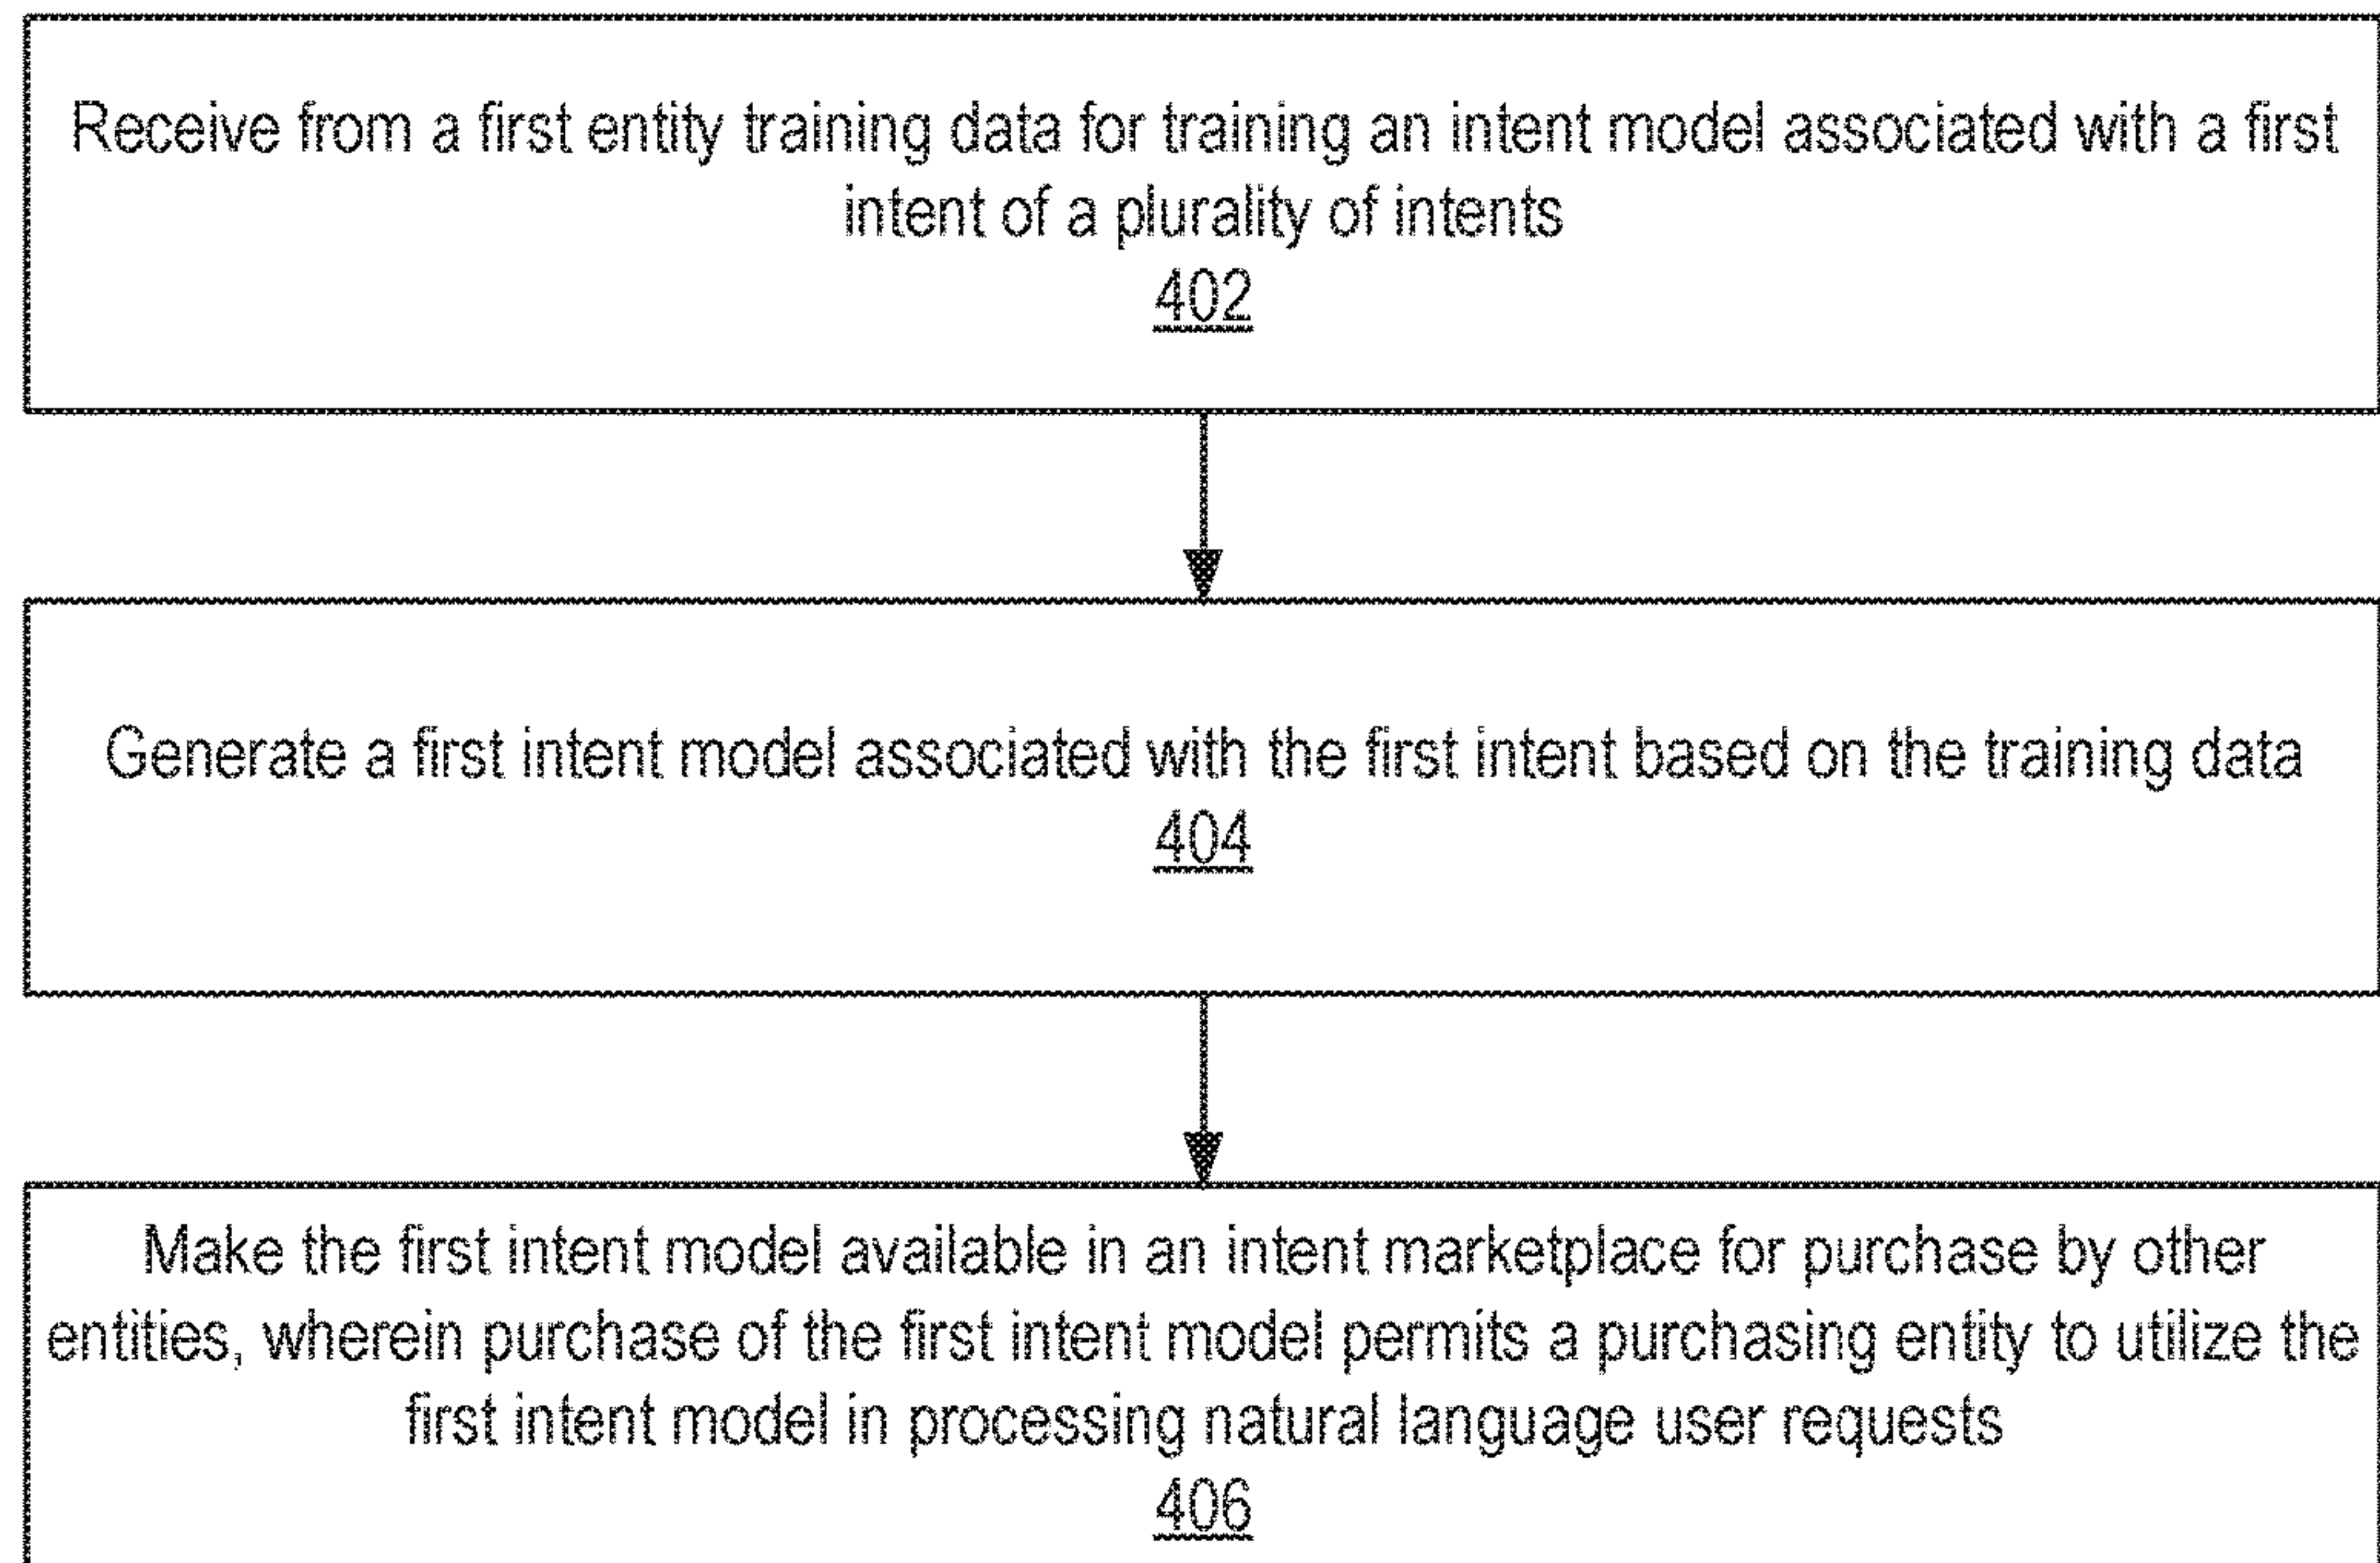 Receive from a first entity training data for training an intent model associated with a first
intent of a plurality of intents
402
Generate a first intent model associated with the first intent based on the training data
404
Make the first intent model available in an intent marketplace for purchase by other
entities, wherein purchase of the first intent model permits a purchasing entity to utilize the
first intent model in processing natural language user requests
406